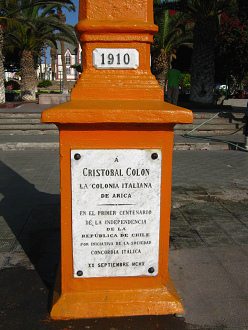 1910
A
CRISTOBAL COLON
LA COLONIA ITALIANA
DE ARICA
EN EL PRIMER CENTENARIO
DE LA INDEPENDENCIA
DE LA
REPUBLICA DE CHILE
POR INICIATIVA DE LA SOCIEDAD
CONCORDIA ITALICA
XX SEPTIEMBRE MCMX